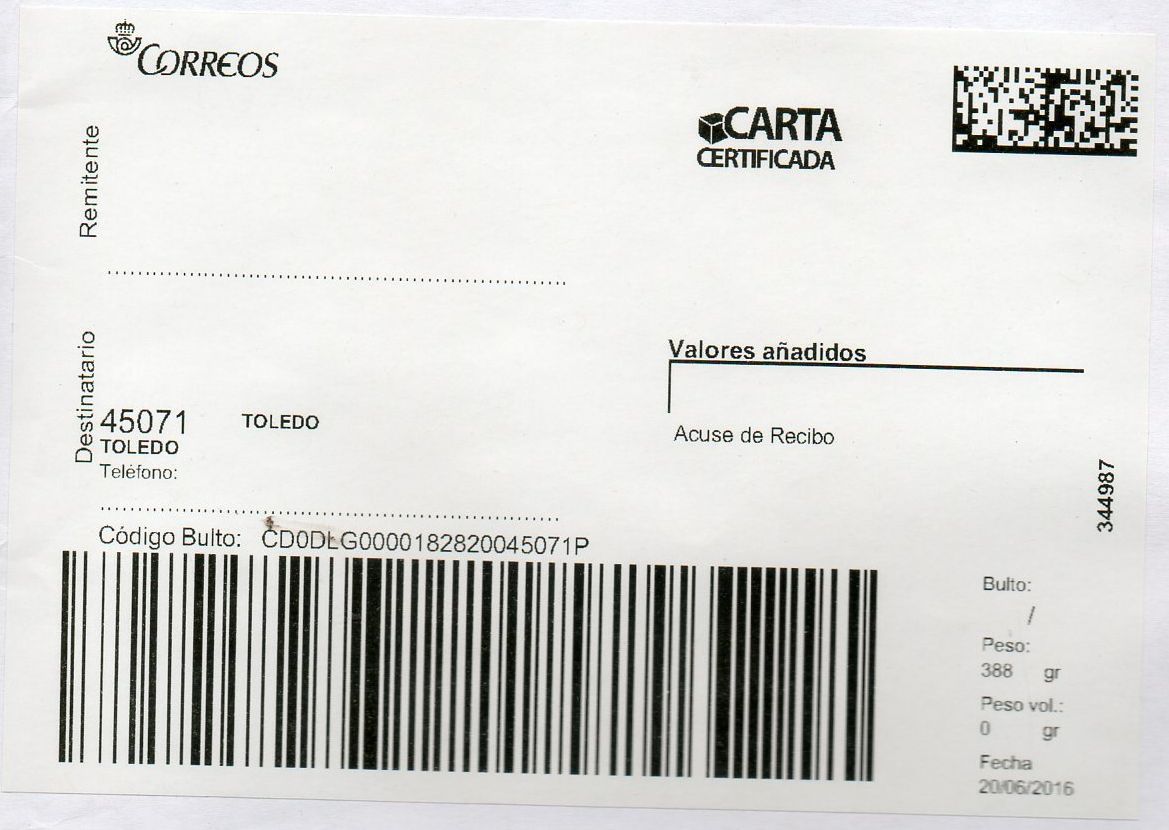 CORREOS
CARTA
CERTIFICADA
Remitente
Destinatario
45071 TOLEDO
TOLEDO
Teléfono:
Valores añadidos
Acuse de Recibo
344987
Código Bulto: CD0DLG0000182820045071P
Bulto:
/
Peso:
388 gr
Peso vol.:
0 gr
Fecha
20/06/2016